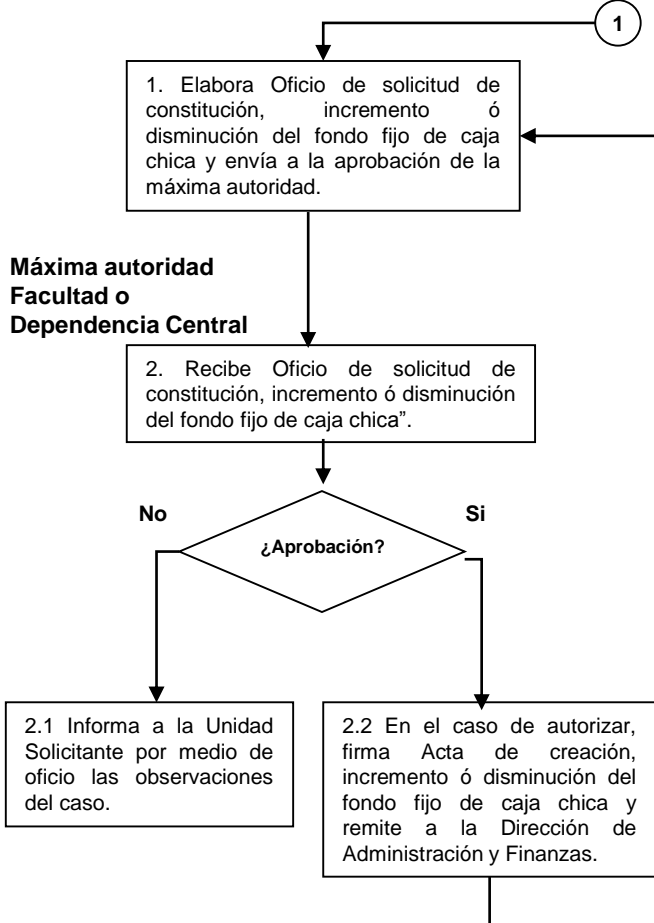 1
1. Elabora Oficio de solicitud de
constitución, incremento ó
disminución del fondo fijo de caja
chica y envía a la aprobación de la
máxima autoridad.
Máxima autoridad
Facultad o
Dependencia Central
2. Recibe Oficio de solicitud de
constitución, incremento ó disminución
del fondo fijo de caja chica”.
No
Si
¿Aprobación?
2.1 Informa a la Unidad
Solicitante por medio de
oficio las observaciones
del caso.
2.2 En el caso de autorizar,
firma Acta de creación,
incremento ó disminución del
fondo fijo de caja chica y
remite a la Dirección de
Administración y Finanzas.